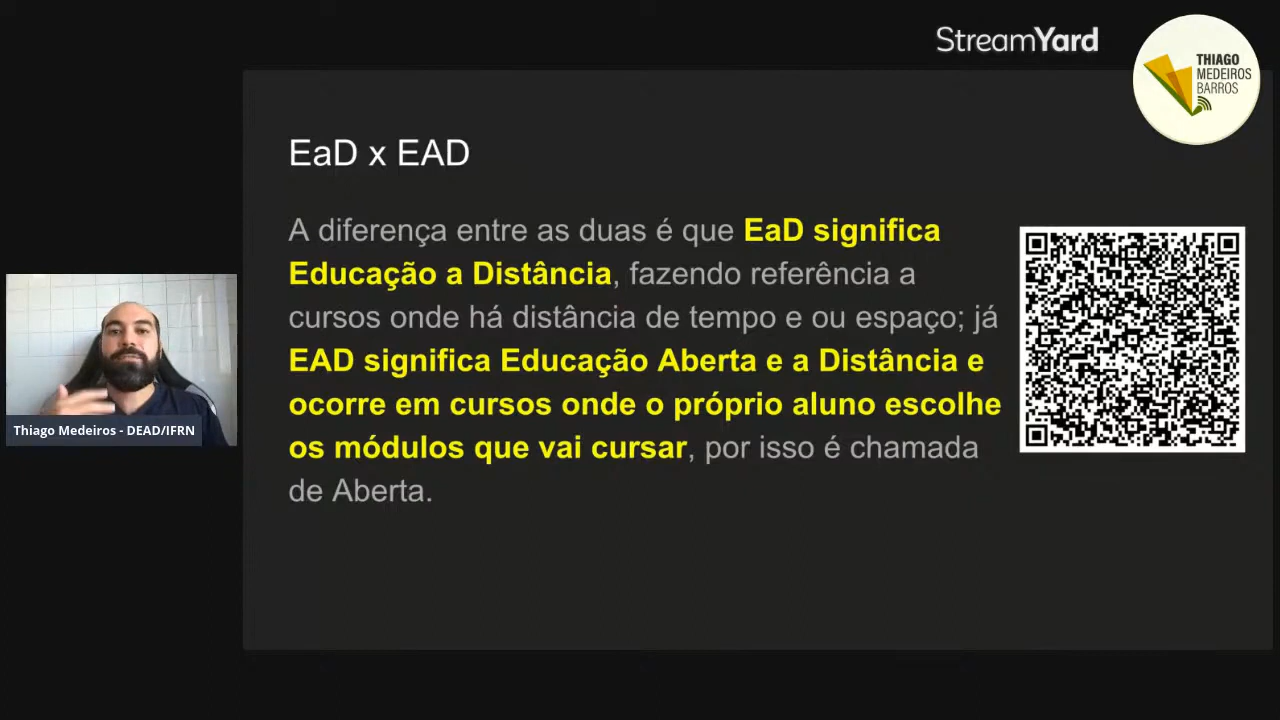 StreamYard
THIAGO
MEDEIROS
BARROS
EaD x EAD
A diferença entre as duas é que EaD significa
Educação a Distância, fazendo referência a
cursos onde há distância de tempo e ou espaço; já
EAD significa Educação Aberta e a Distância e
ocorre em cursos onde o próprio aluno escolhe
os módulos que vai cursar, por isso é chamada
de Aberta.
Thiago Medeiros - DEAD/IFRN